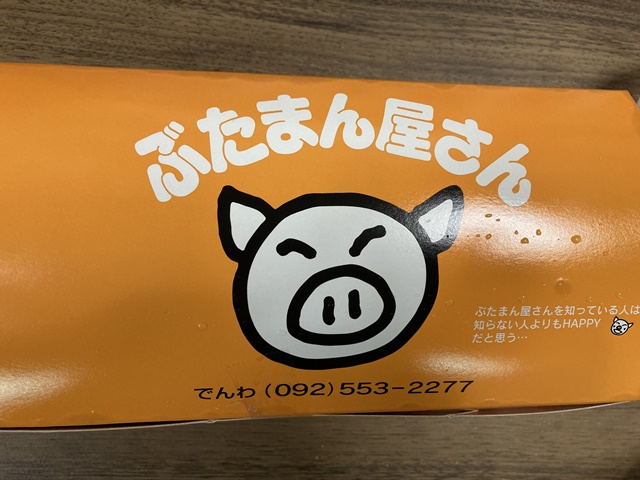 ぶたまん屋さん
ぶたまん屋さんを知っている人は
知らない人よりもHAPPY
だと思う…
でんわ(092)553-2277